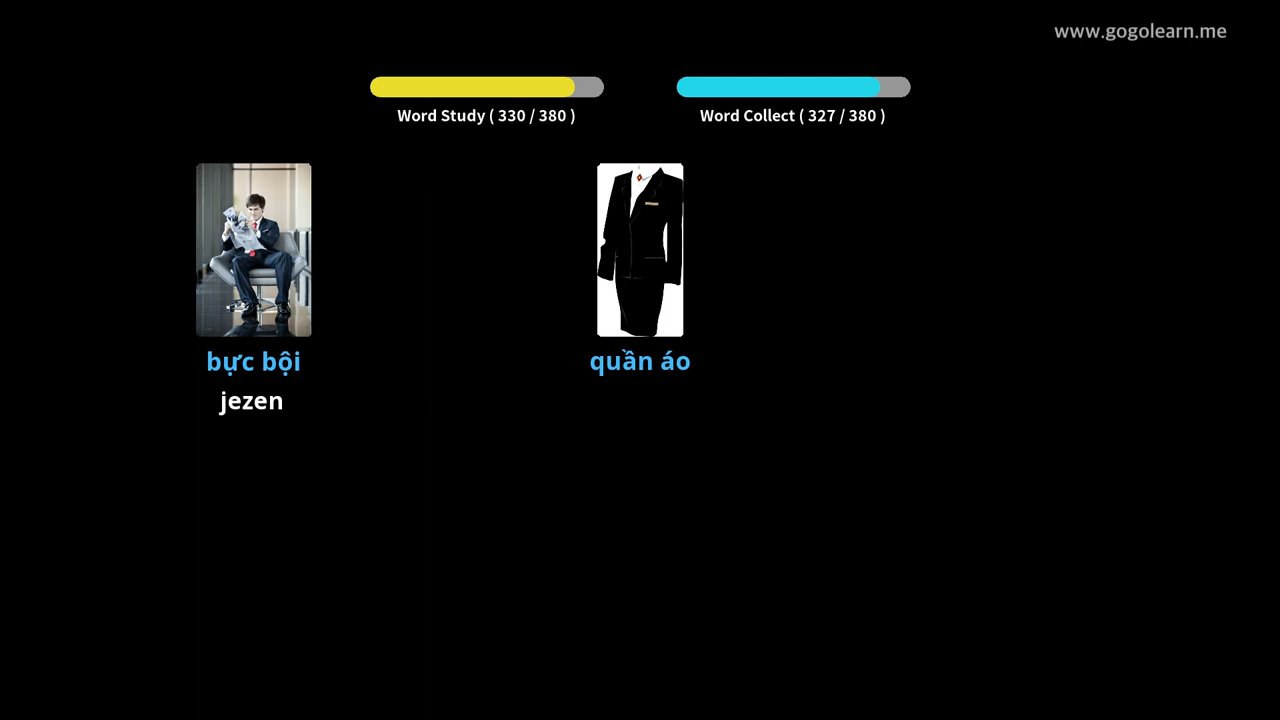 www.gogolearn.me
Word Study ( 330 / 380 )
Word Collect ( 327 / 380 )
bực bội
jezen
quần áo